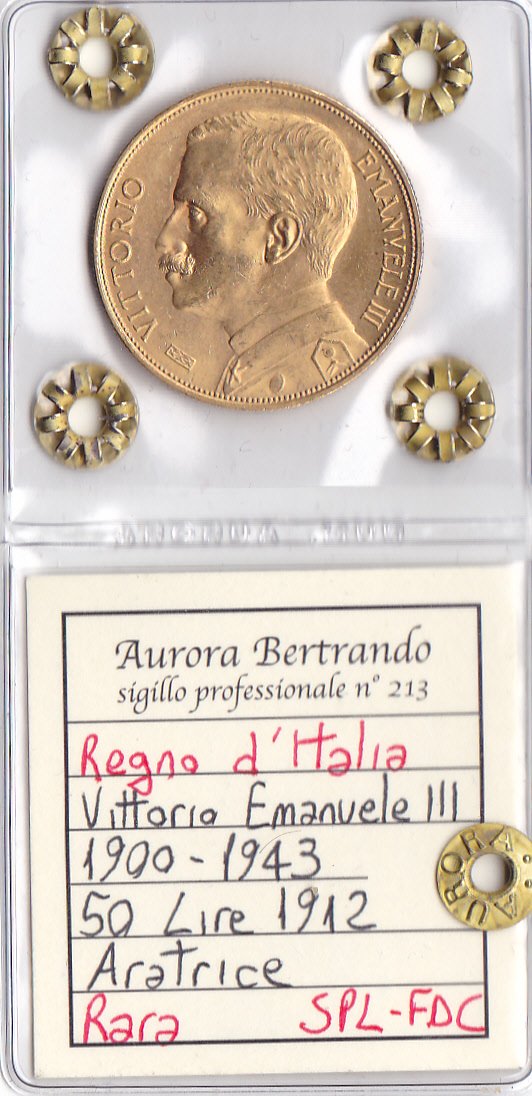 VITTORIO EMANVELE III
Aurora Bertrando
sigillo professionale n° 213
Regno d'Italia
Vittorio Emanuele III
1900-1943
50 Lire 1912
Aratrice
Rara SPL-FDC
AURORA